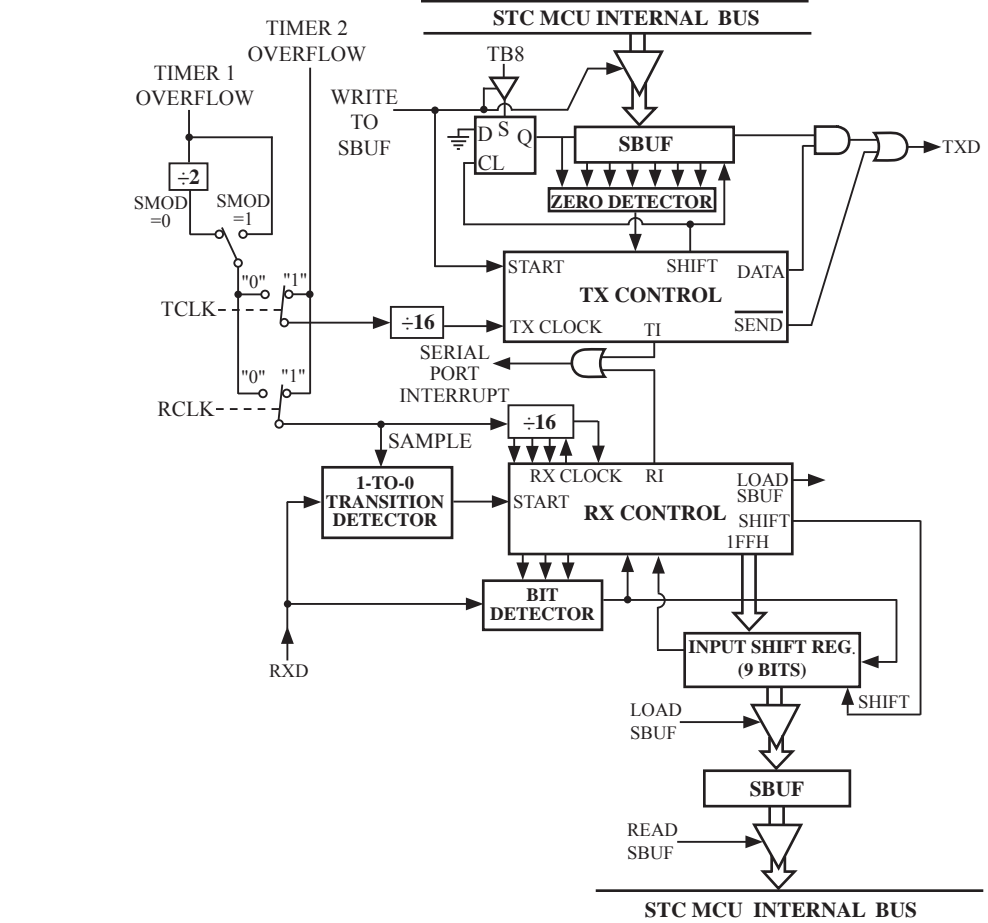 STC MCU INTERNAL BUS
TIMER 2
OVERFLOW
TB8
TIMER 1
OVERFLOW
WRITE
TO
SBUF
D S Q
CL
SBUF
TXD
÷2
ZERO DETECTOR
SMOD
=0
SMOD
=1
START
SHIFT
DATA
TX CONTROL
"0" "1"
TCLK
÷16
TX CLOCK
TI
SEND
SERIAL
PORT
INTERRUPT
"0" "1"
RCLK
÷16
SAMPLE
RX CLOCK
RI
LOAD
SBUF
1-TO-0
TRANSITION
DETECTOR
START
RX CONTROL
SHIFT
1FFH
BIT
DETECTOR
RXD
INPUT SHIFT REG.
(9 BITS)
SHIFT
LOAD
SBUF
SBUF
READ
SBUF
STC MCU INTERNAL BUS